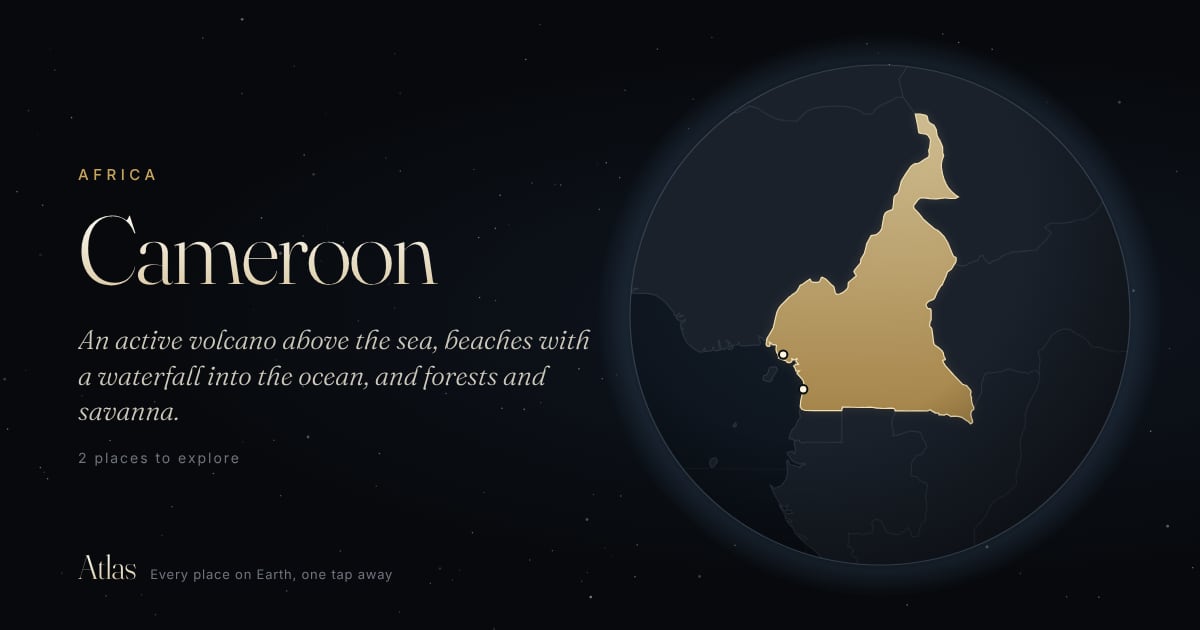 AFRICA
Cameroon
An active volcano above the sea, beaches with
a waterfall into the ocean, and forests and
savanna.
2 places to explore
Atlas Every place on Earth, one tap away